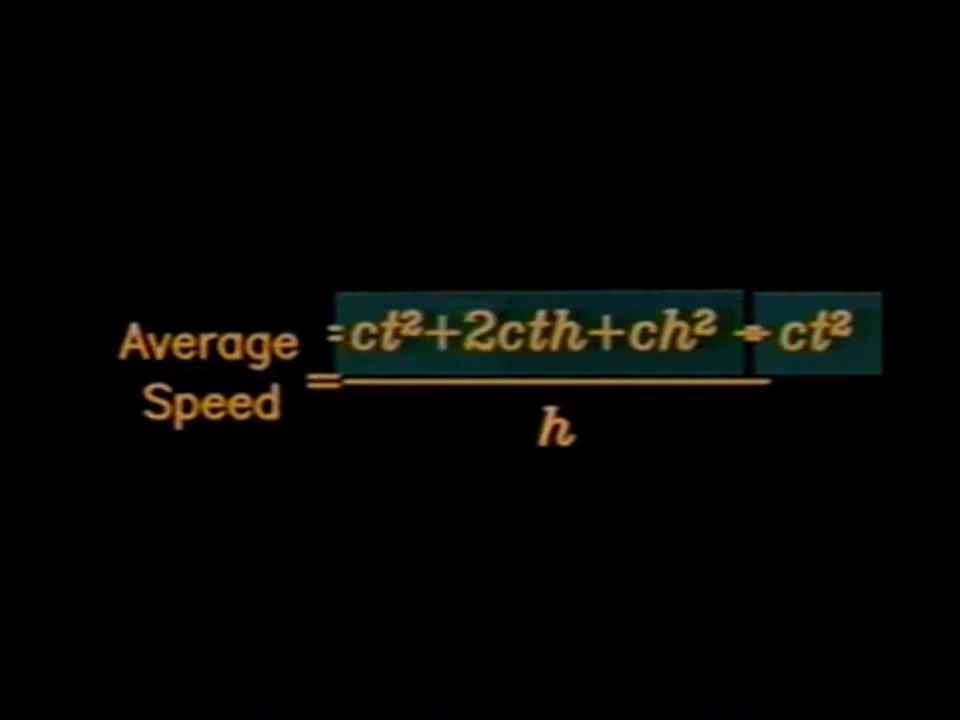 Average
Speed
=ct²+2cth+ch² - ct²
=
h